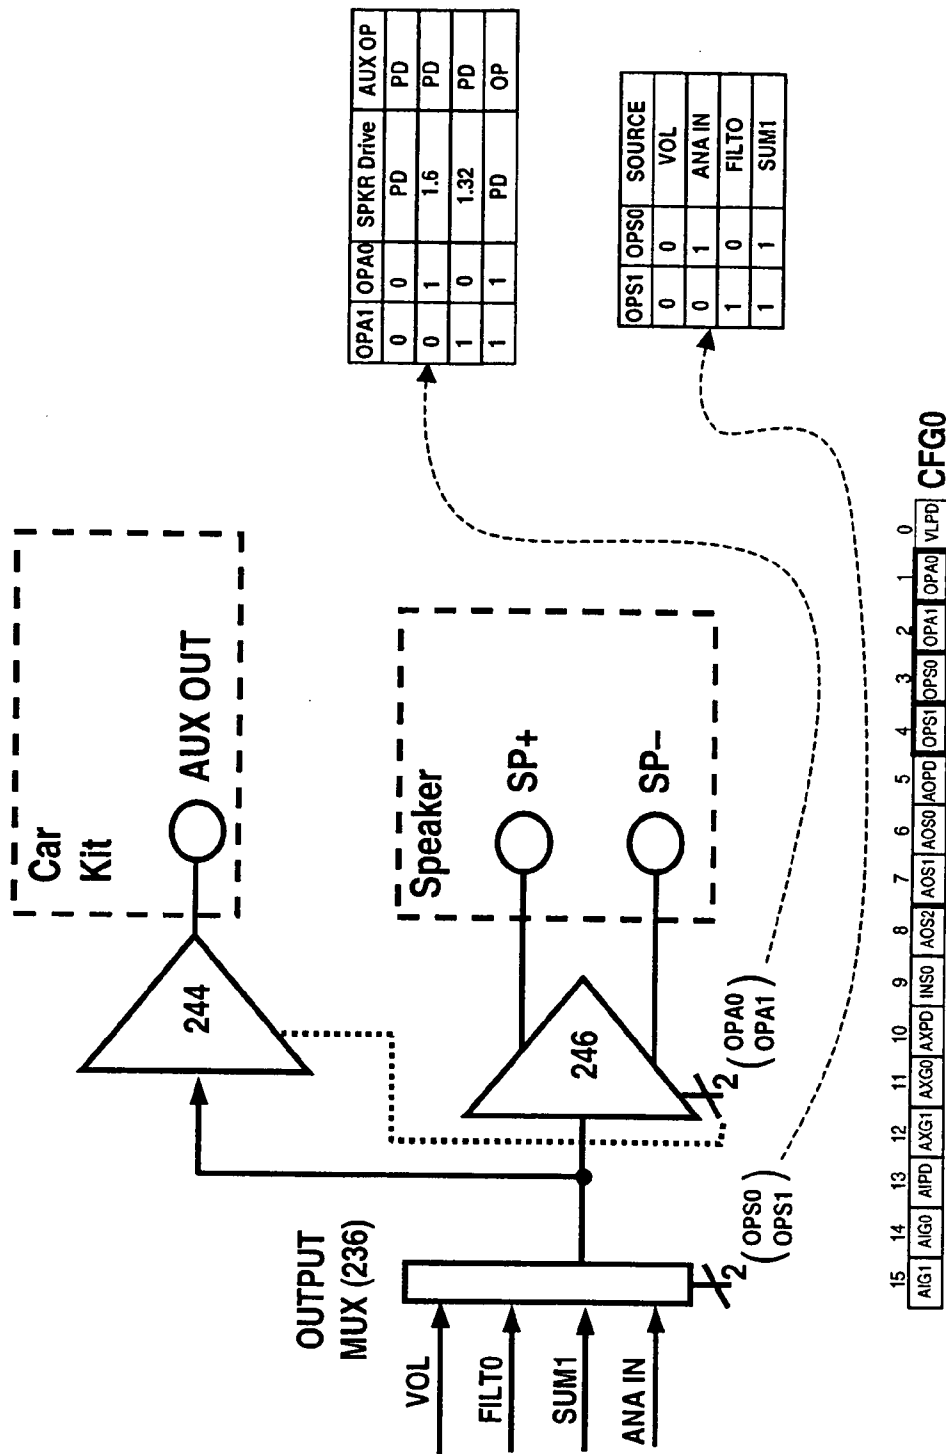 Car
Kit
AUX OUT
244
Speaker
SP+
SP−
246
2 (OPA0
OPA1)
OUTPUT
MUX (236)
VOL
FILT0
SUM1
ANA IN
2 (OPS0
OPS1)
OPA1 OPA0 SPKR Drive AUX OP
0 0 PD PD
0 1 1.6 PD
1 0 1.32 PD
1 1 PD OP
OPS1 OPS0 SOURCE
0 0 VOL
0 1 ANA IN
1 0 FILTO
1 1 SUM1
15 14 13 12 11 10 9 8 7 6 5 4 3 2 1 0
AIG1 AIG0 AIPD AXG1 AXG0 AXPD INS0 AOS2 AOS1 AOS0 AOPD OPS1 OPS0 OPA1 OPA0 VLPD CFG0